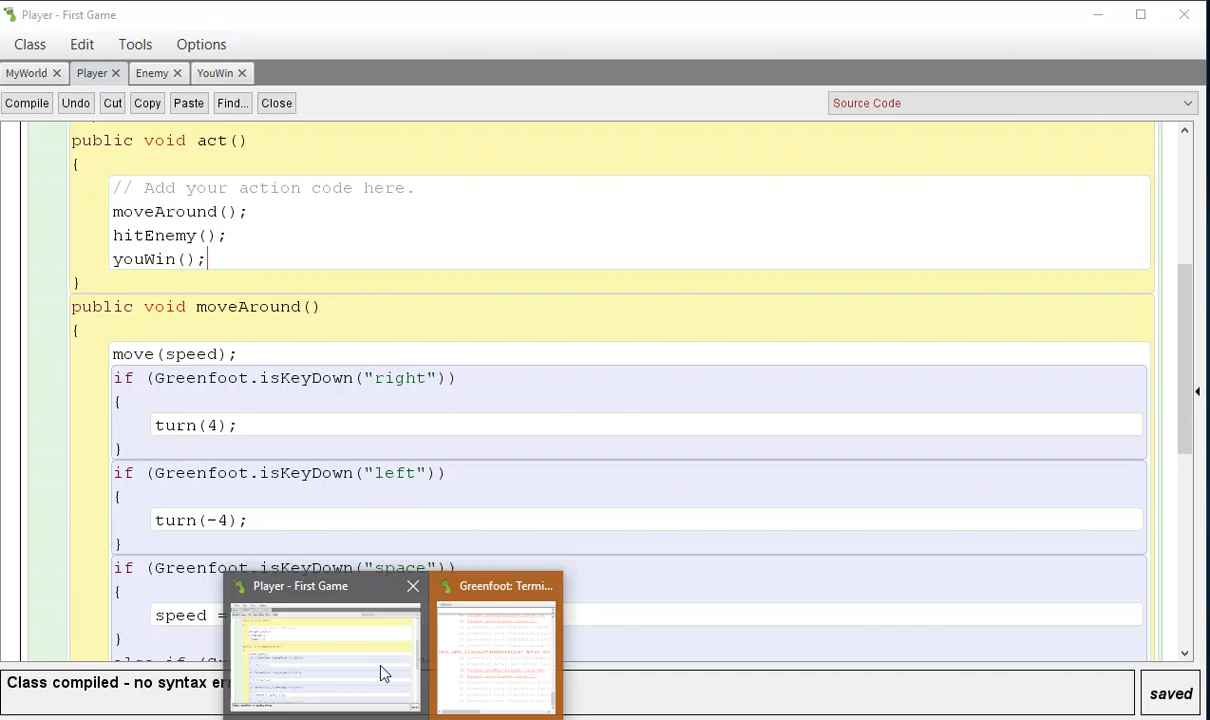 Player - First Game
Class Edit Tools Options
MyWorld Player Enemy YouWin
Compile Undo Cut Copy Paste Find... Close Source Code
public void act()
{
// Add your action code here.
moveAround();
hitEnemy();
youWin();
}
public void moveAround()
{
move(speed);
if (Greenfoot.isKeyDown("right"))
{
turn(4);
}
if (Greenfoot.isKeyDown("left"))
{
turn(-4);
}
if (Greenfoot.isKeyDown("space"))
{
Player - First Game Greenfoot: Termi...
speed =
}
else if
Class compiled - no syntax
saved